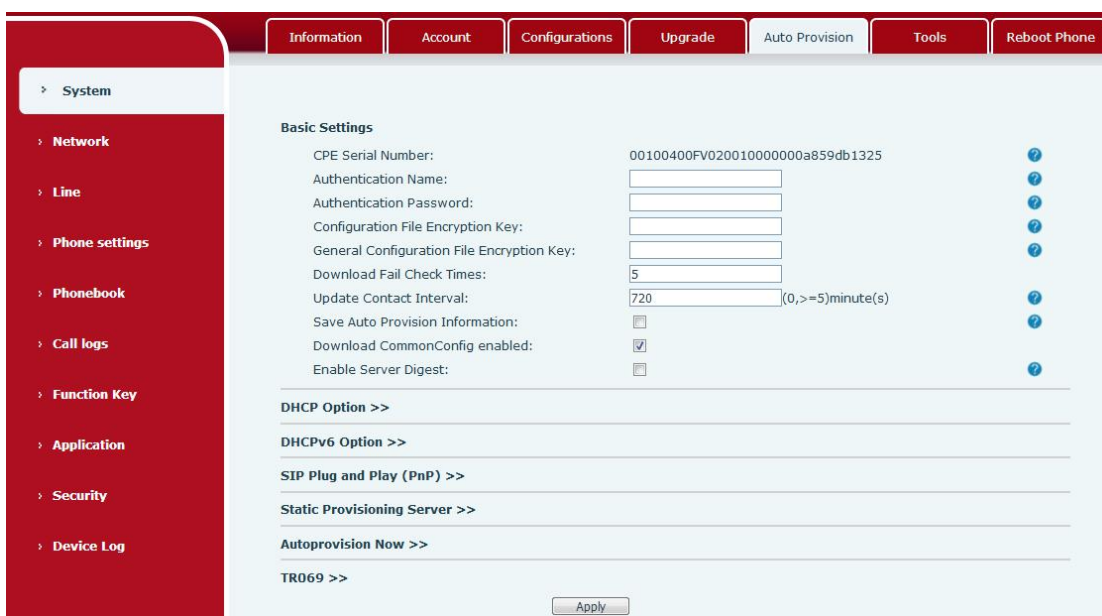 Information Account Configurations Upgrade Auto Provision Tools Reboot Phone
› System
› Network
› Line
› Phone settings
› Phonebook
› Call logs
› Function Key
› Application
› Security
› Device Log
Basic Settings
CPE Serial Number: 00100400FV020010000000a859db1325
Authentication Name:
Authentication Password:
Configuration File Encryption Key:
General Configuration File Encryption Key:
Download Fail Check Times: 5
Update Contact Interval: 720 (0,>=5)minute(s)
Save Auto Provision Information:
Download CommonConfig enabled:
Enable Server Digest:
DHCP Option >>
DHCPv6 Option >>
SIP Plug and Play (PnP) >>
Static Provisioning Server >>
Autoprovision Now >>
TR069 >>
Apply